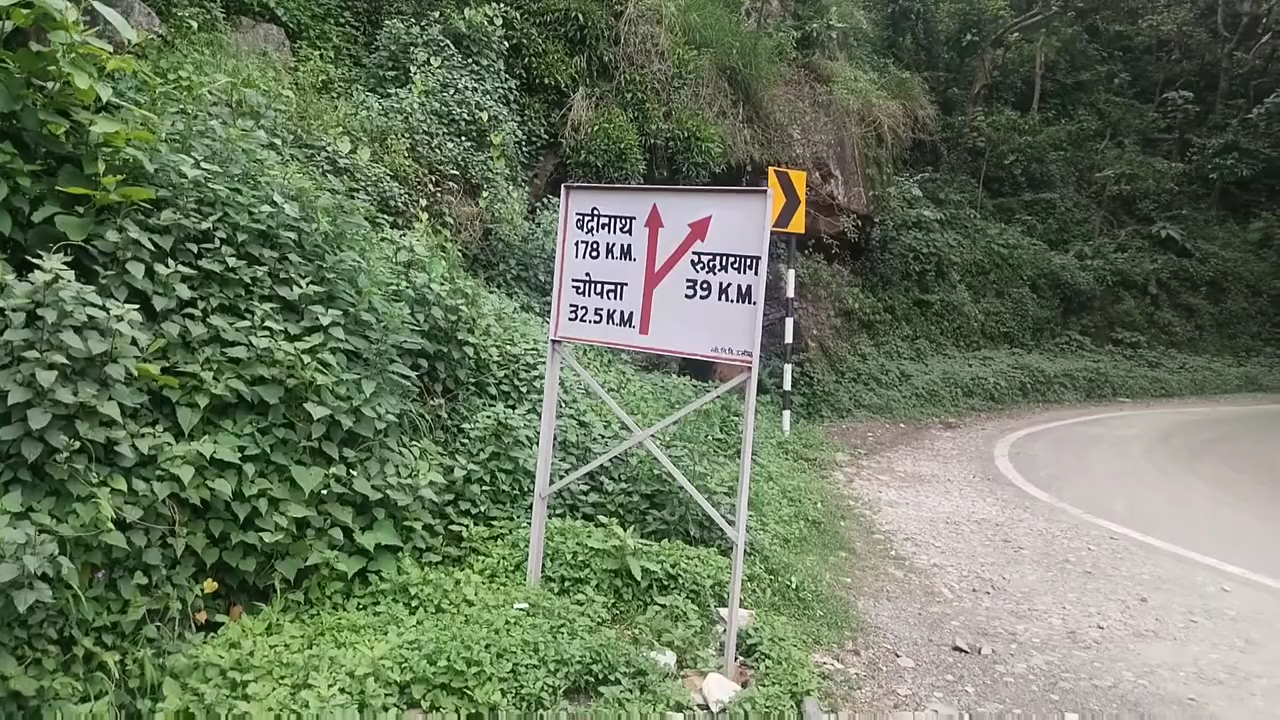 बद्रीनाथ
178 K.M.
चोपता
32.5 K.M.
रुद्रप्रयाग
39 K.M.